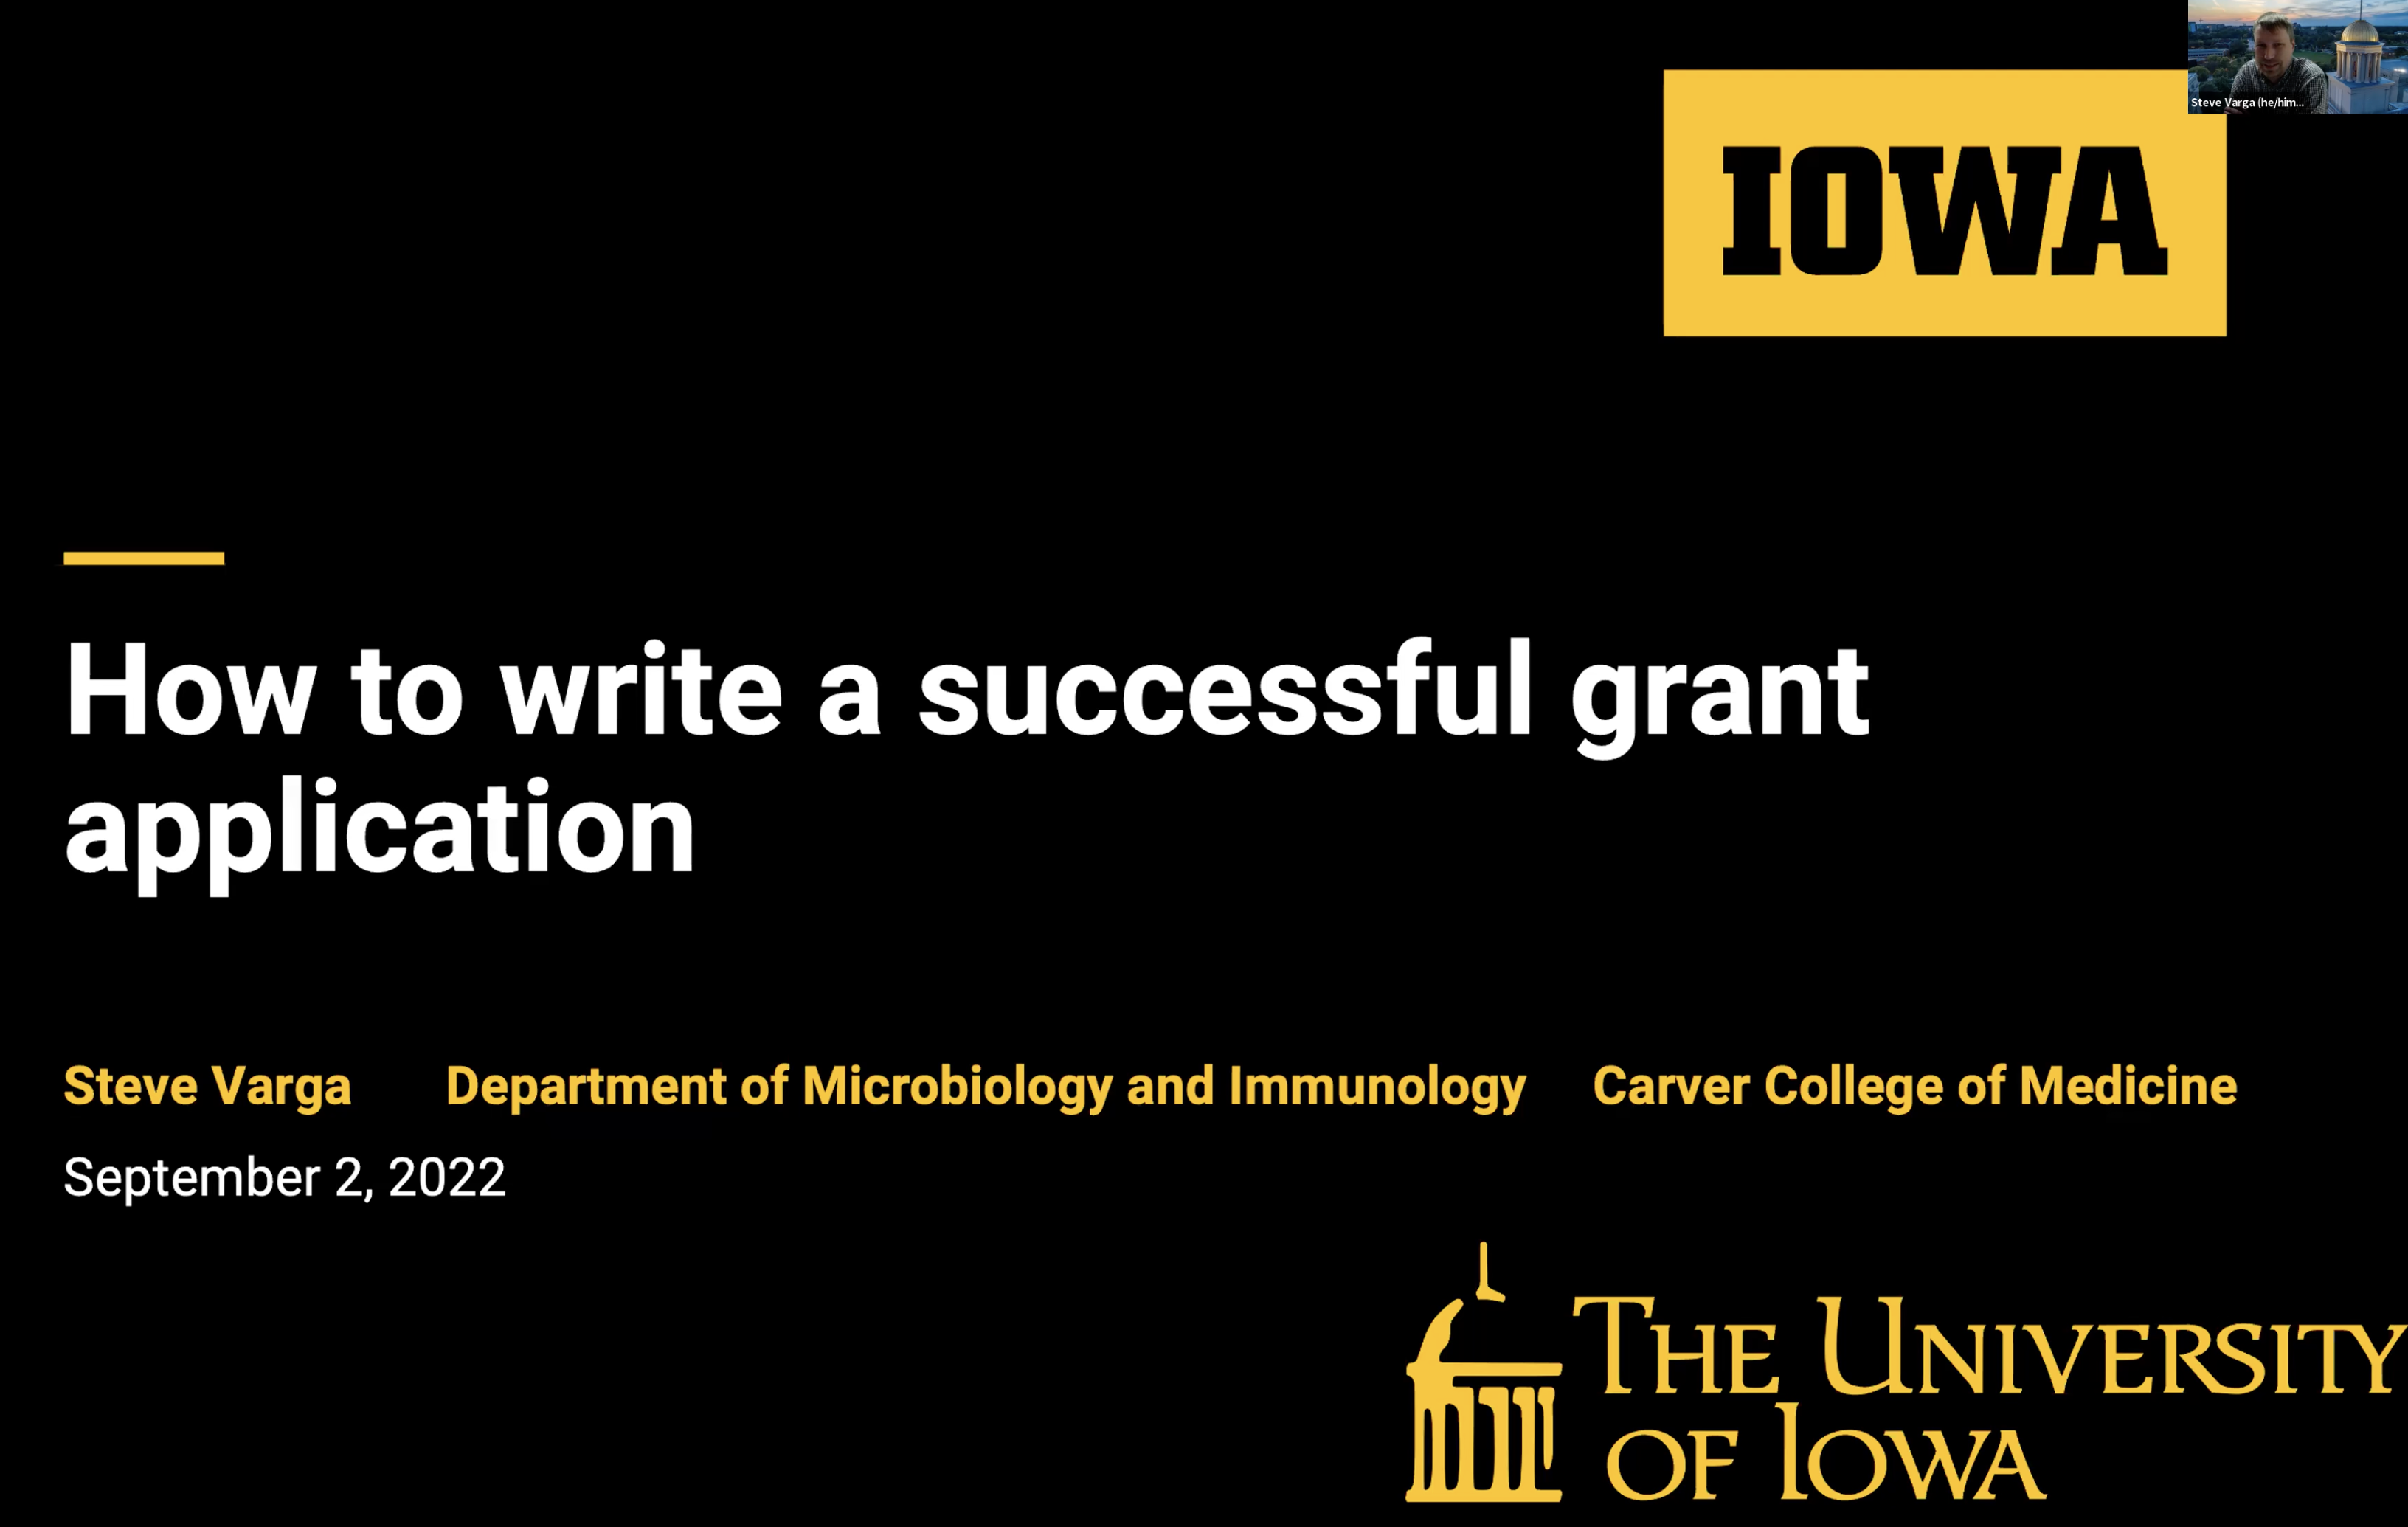 Steve Varga (he/him...
IOWA
How to write a successful grant
application
Steve Varga Department of Microbiology and Immunology Carver College of Medicine
September 2, 2022
THE UNIVERSITY
OF IOWA